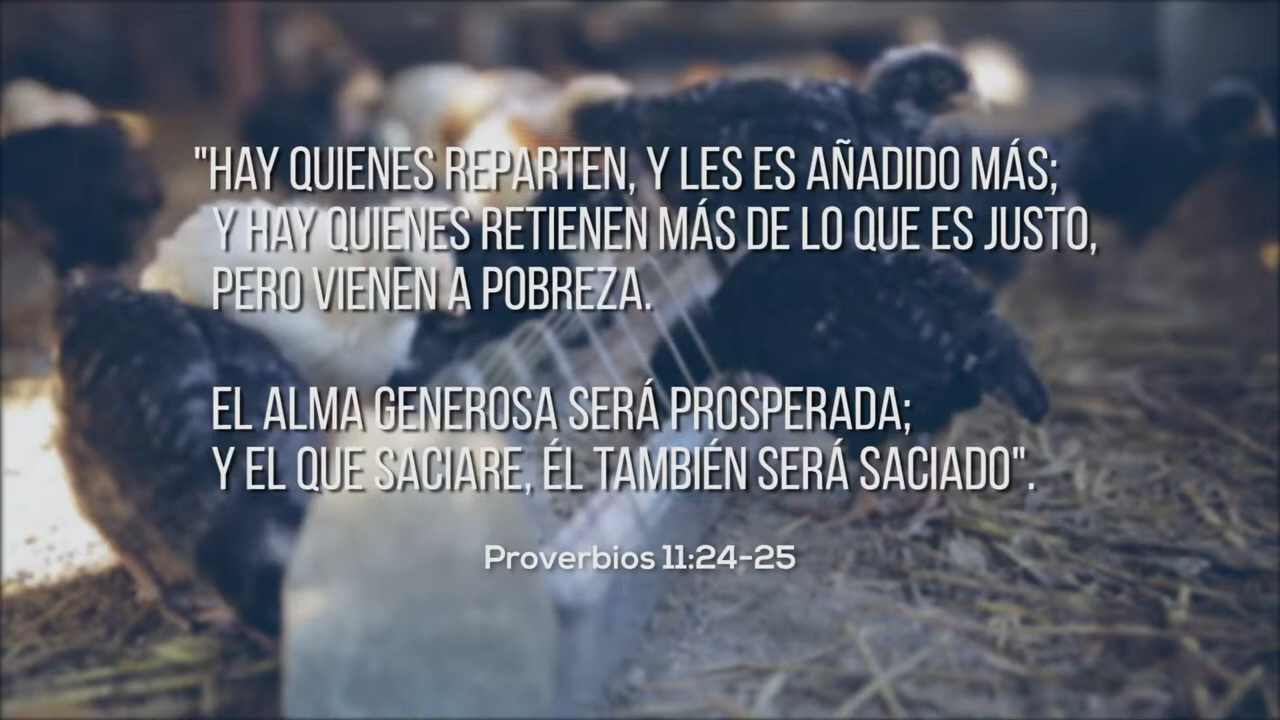 "HAY QUIENES REPARTEN, Y LES ES AÑADIDO MÁS;
Y HAY QUIENES RETIENEN MÁS DE LO QUE ES JUSTO,
PERO VIENEN A POBREZA.
EL ALMA GENEROSA SERÁ PROSPERADA;
Y EL QUE SACIARE, ÉL TAMBIÉN SERÁ SACIADO".
Proverbios 11:24-25